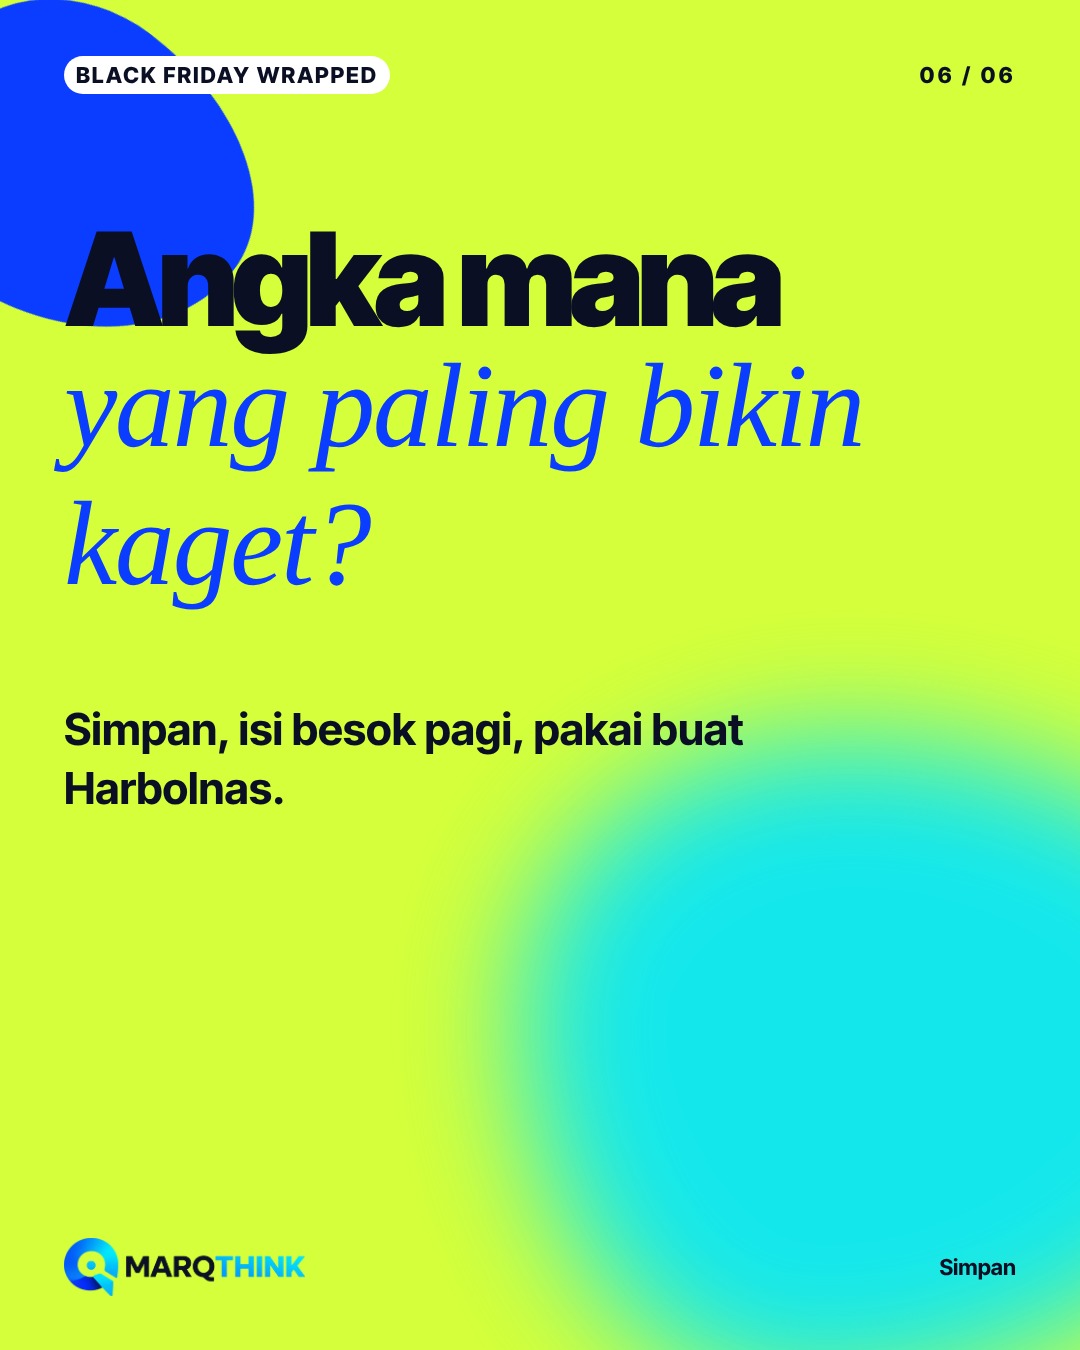 BLACK FRIDAY WRAPPED
06 / 06
Angka mana
yang paling bikin
kaget?
Simpan, isi besok pagi, pakai buat
Harbolnas.
MARQTHINK
Simpan